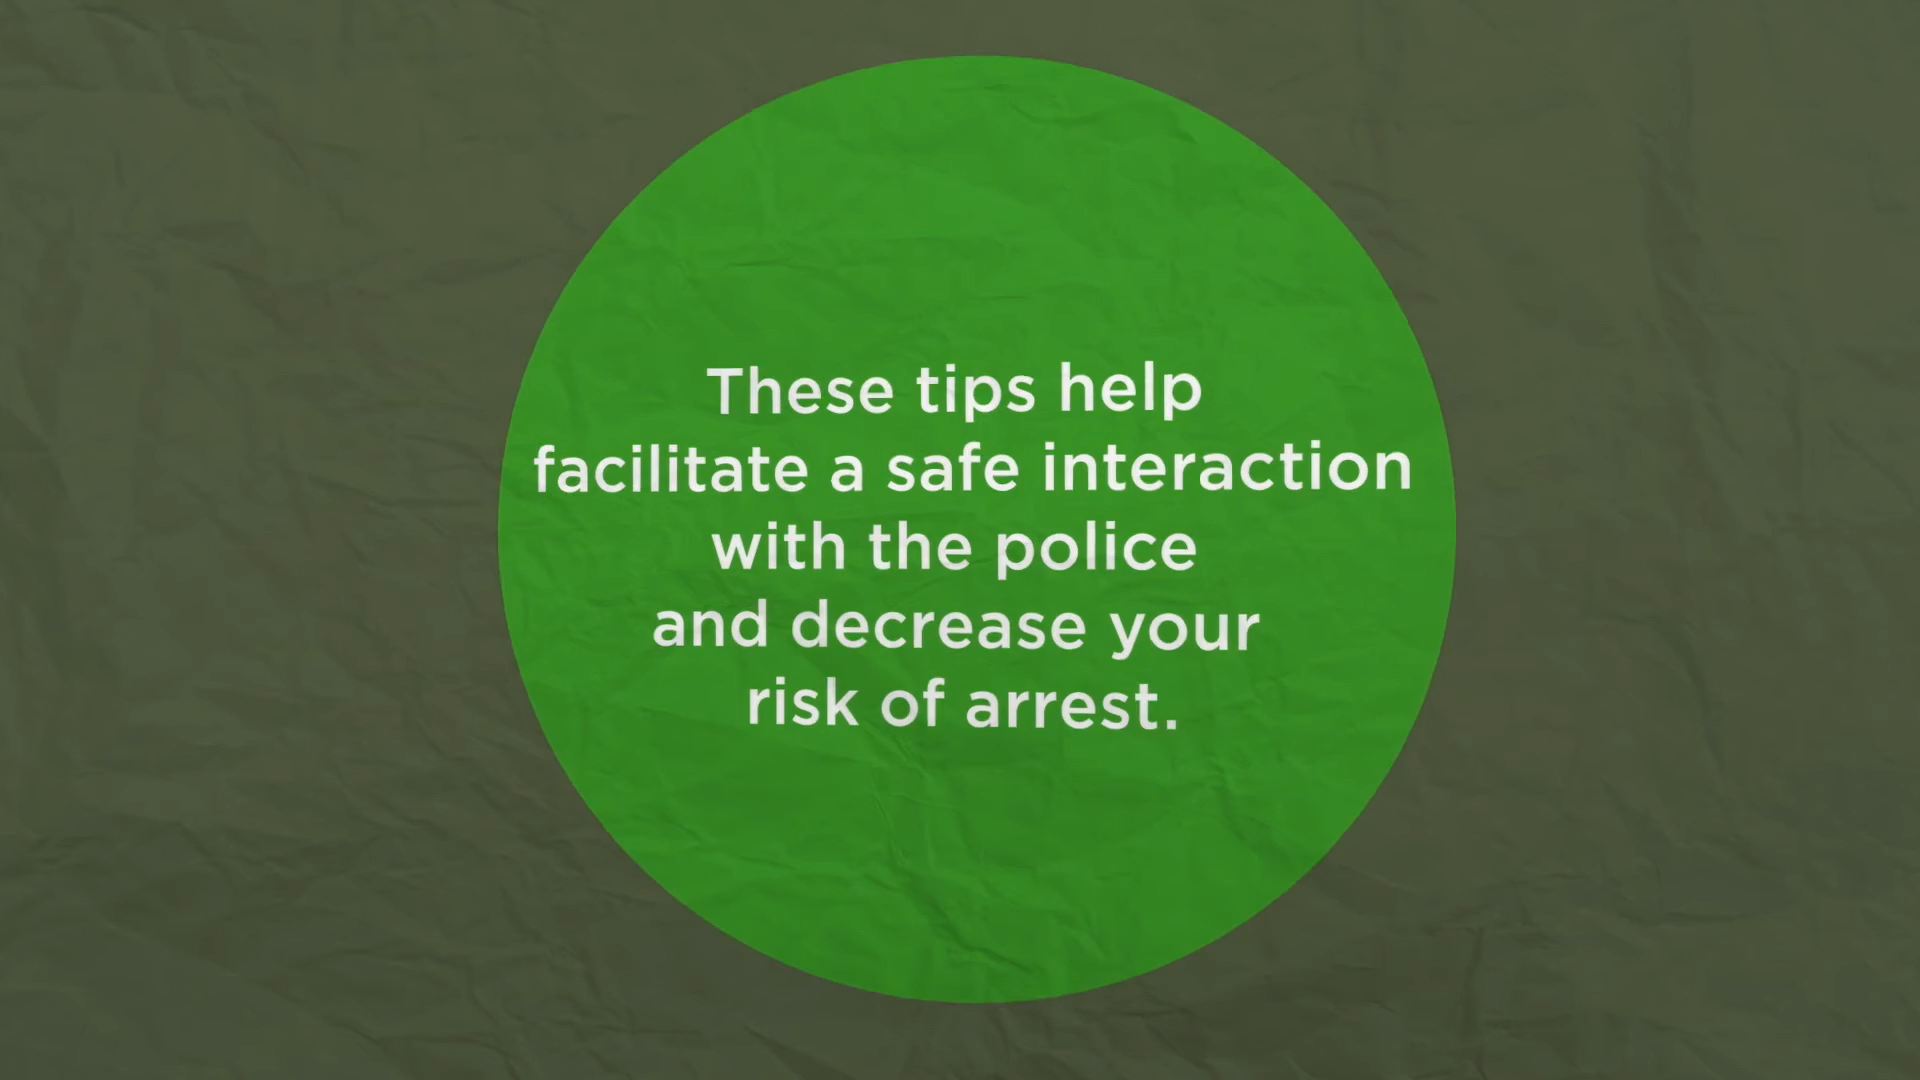 These tips help
facilitate a safe interaction
with the police
and decrease your
risk of arrest.